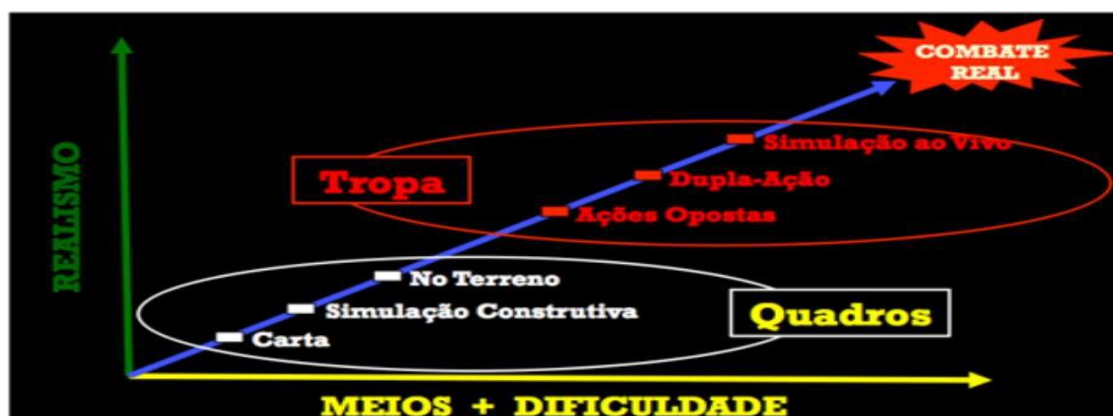 COMBATE
REAL
REALISMO
Simulação ao Vivo
Tropa
Dupla-Ação
Ações Opostas
No Terreno
Simulação Construtiva
Quadros
Carta
MEIOS + DIFICULDADE